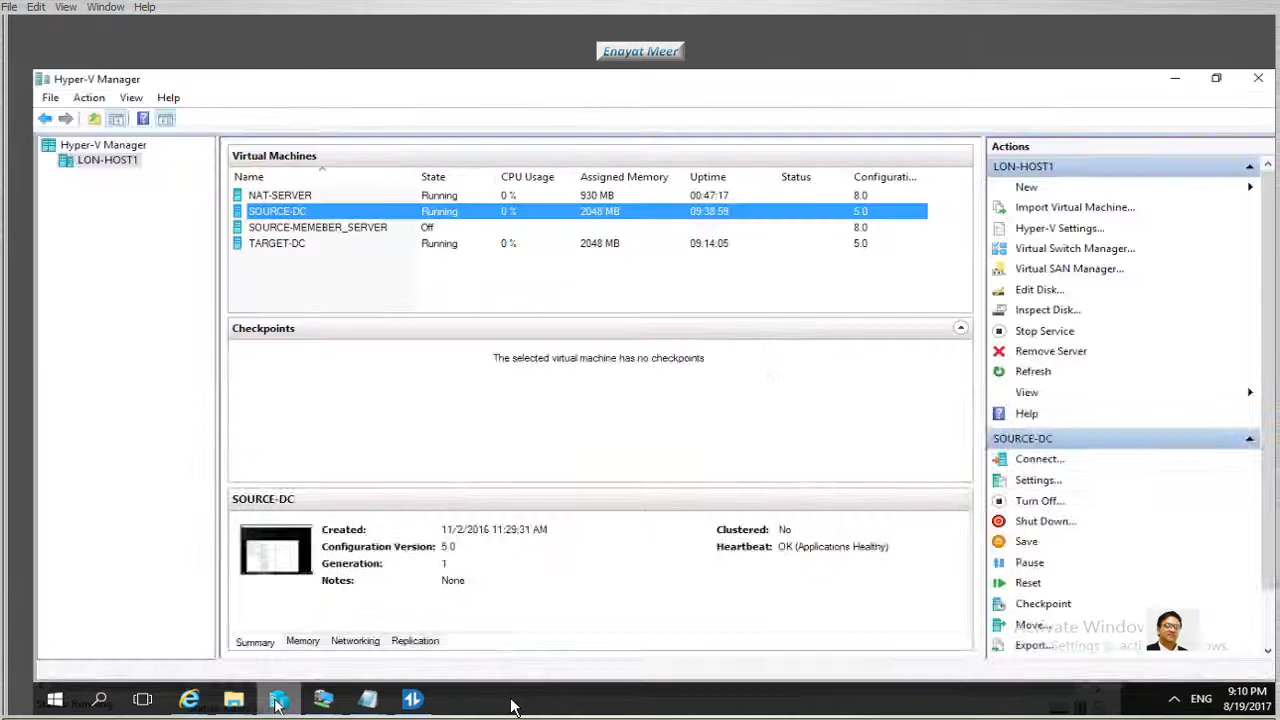 File Edit View Window Help
Enayat Meer
Hyper-V Manager
File Action View Help
Hyper-V Manager
LON-HOST1
Virtual Machines
Name State CPU Usage Assigned Memory Uptime Status Configurati...
NAT-SERVER Running 0 % 930 MB 00:47:17 8.0
SOURCE-DC Running 0 % 2048 MB 09:38:59 5.0
SOURCE-MEMEBER_SERVER Off 8.0
TARGET-DC Running 0 % 2048 MB 09:14:05 5.0
Checkpoints
The selected virtual machine has no checkpoints
SOURCE-DC
Created: 11/2/2016 11:29:31 AM Clustered: No
Configuration Version: 5.0 Heartbeat: OK (Applications Healthy)
Generation: 1
Notes: None
Summary Memory Networking Replication
Actions
LON-HOST1
New
Import Virtual Machine...
Hyper-V Settings...
Virtual Switch Manager...
Virtual SAN Manager...
Edit Disk...
Inspect Disk...
Stop Service
Remove Server
Refresh
View
Help
SOURCE-DC
Connect...
Settings...
Turn Off...
Shut Down...
Save
Pause
Reset
Checkpoint
Move...
Export...
Activate Window
Settings to acti
ws.
ENG
9:10 PM
8/19/2017